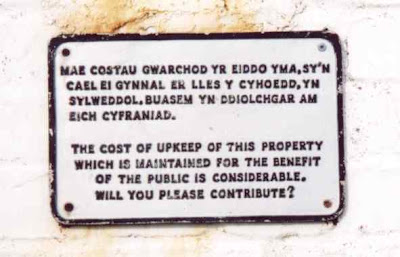 MAE COSTAU GWARCHOD YR EIDDO YMA, SY'N
CAEL EI GYNNAL ER LLES Y CYHOEDD, YN
SYLWEDDOL, BUASEM YN DDIOLCHGAR AM
EICH CYFRANIAD.
THE COST OF UPKEEP OF THIS PROPERTY
WHICH IS MAINTAINED FOR THE BENEFIT
OF THE PUBLIC IS CONSIDERABLE.
WILL YOU PLEASE CONTRIBUTE?